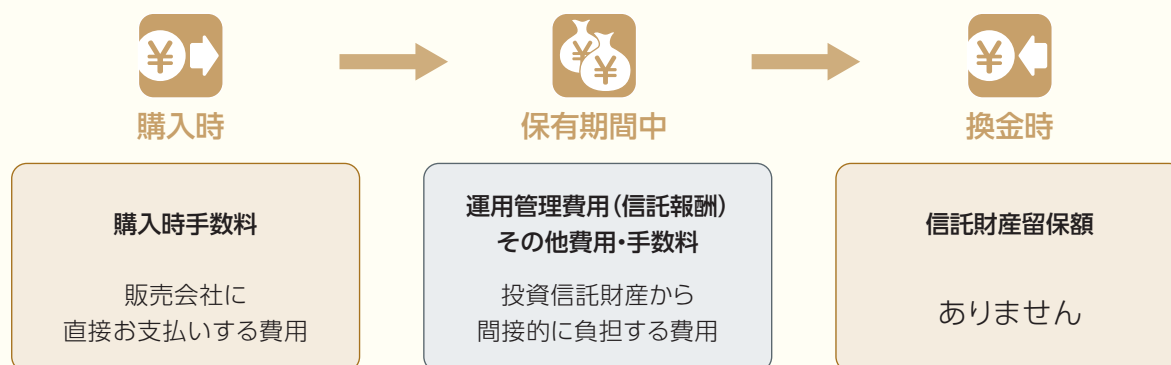 購入時
保有期間中
換金時
購入時手数料
販売会社に
直接お支払いする費用
運用管理費用(信託報酬)
その他費用・手数料
投資信託財産から
間接的に負担する費用
信託財産留保額
ありません